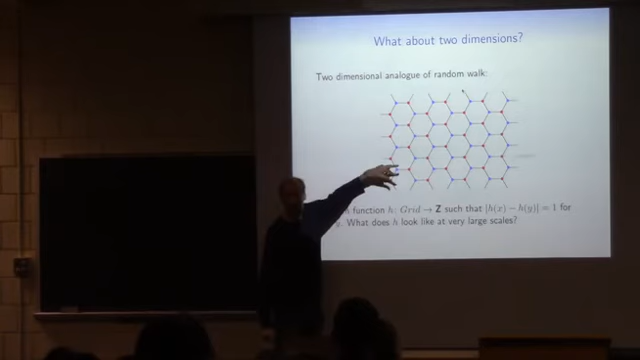 What about two dimensions?
Two dimensional analogue of random walk:
function h: Grid → Z such that |h(x) − h(y)| = 1 for
y. What does h look like at very large scales?